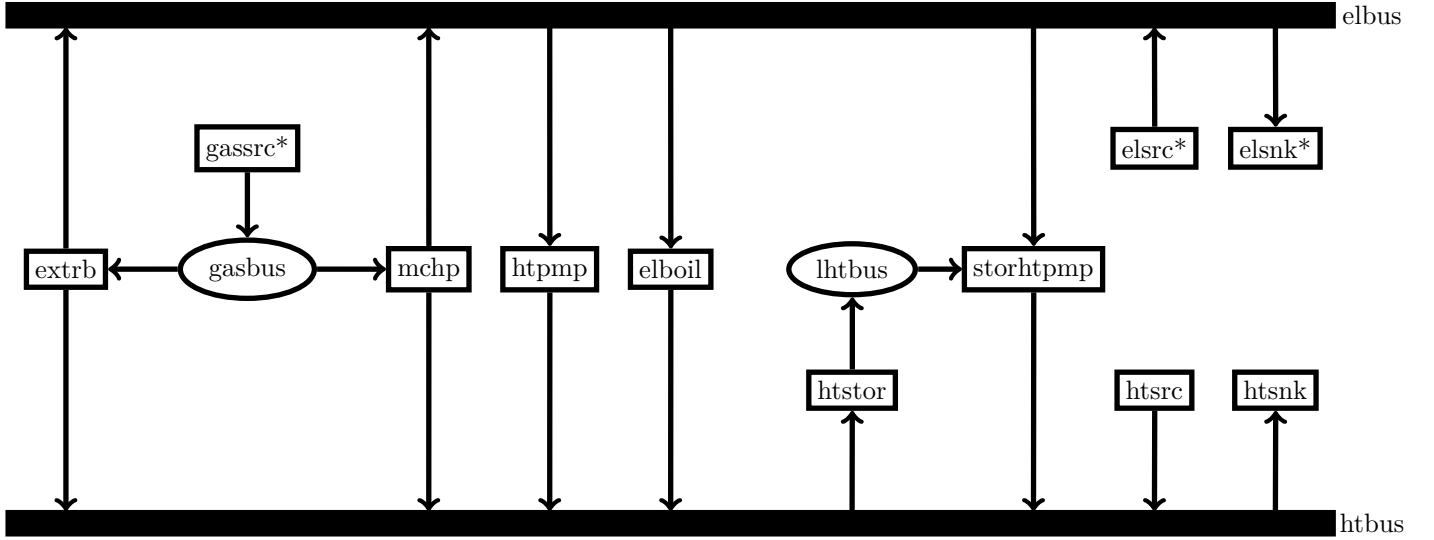 elbus
gassrc*
elsrc*
elsnk*
extrb
gasbus
mchp
htpmp
elboil
lhtbus
storhtpmp
htstor
htsrc
htsnk
htbus